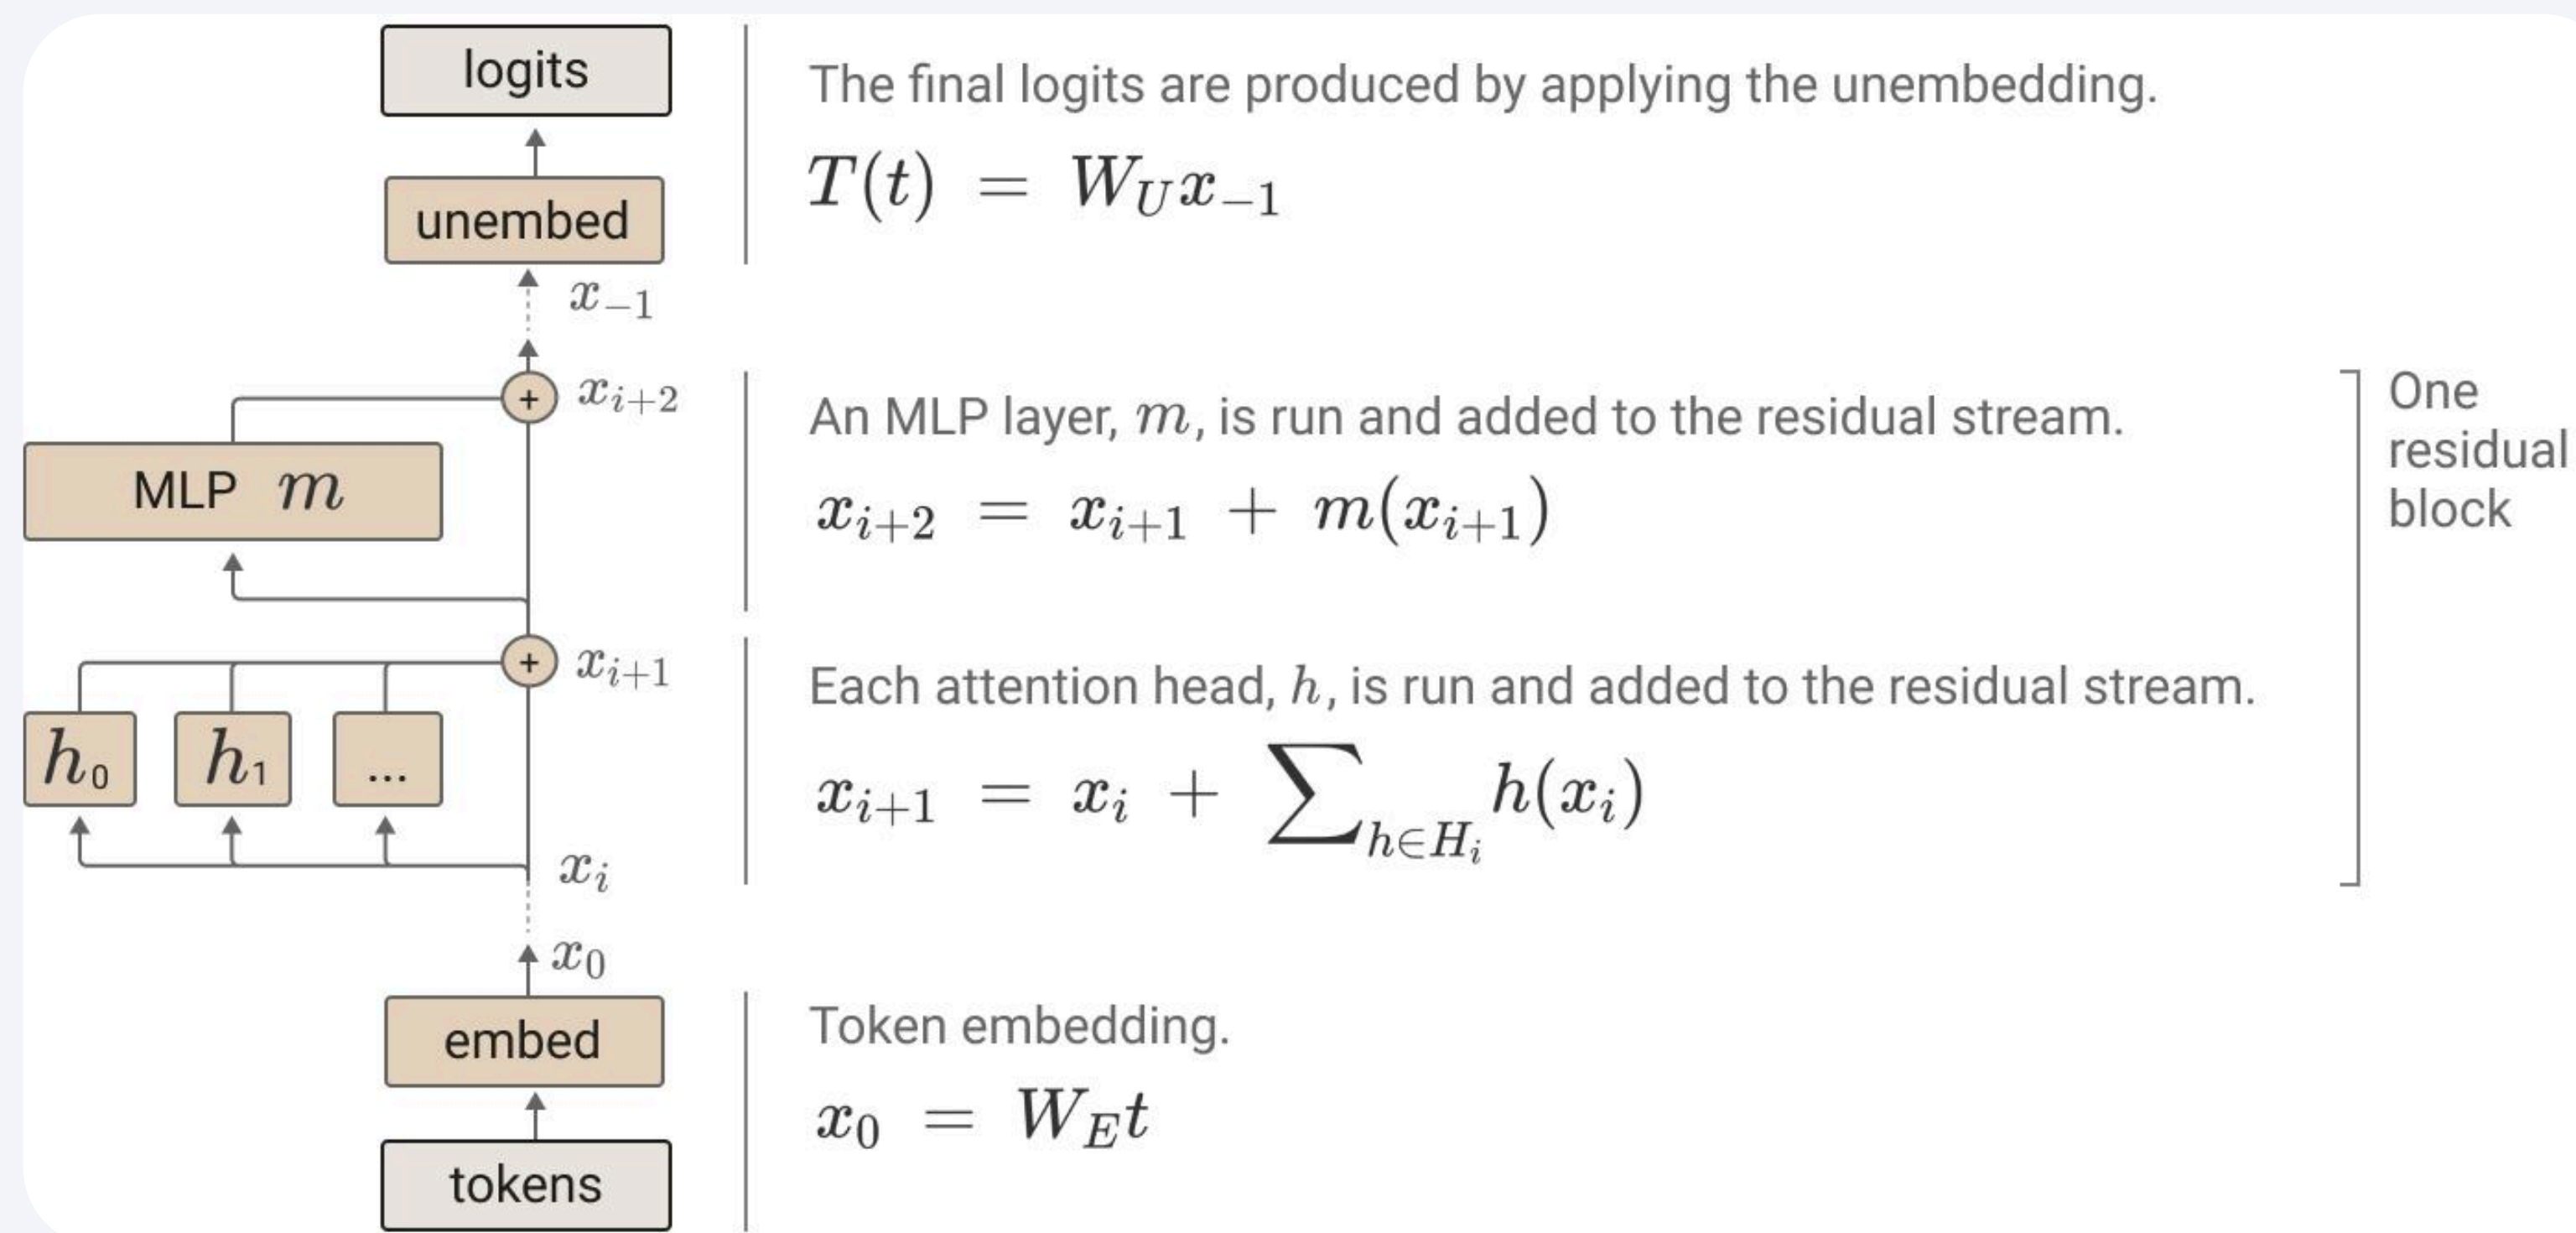 logits
The final logits are produced by applying the unembedding.
T(t) = W_U x_{-1}
unembed
x_{-1}
x_{i+2}
An MLP layer, m, is run and added to the residual stream.
One
residual
block
MLP m
x_{i+2} = x_{i+1} + m(x_{i+1})
+
x_{i+1}
+
Each attention head, h, is run and added to the residual stream.
h_0
h_1
...
x_{i+1} = x_i + ∑_{h∈H_i} h(x_i)
x_i
x_0
embed
Token embedding.
x_0 = W_E t
tokens